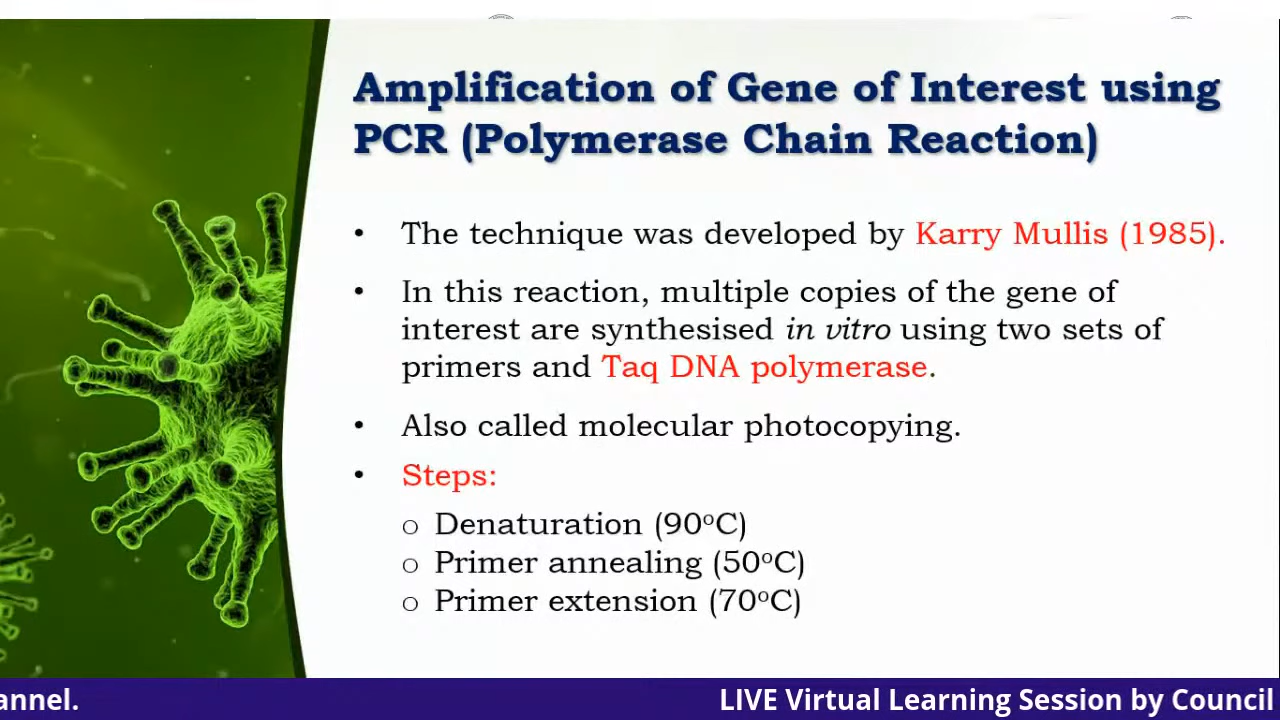 Amplification of Gene of Interest using
PCR (Polymerase Chain Reaction)
• The technique was developed by Karry Mullis (1985).
• In this reaction, multiple copies of the gene of
interest are synthesised in vitro using two sets of
primers and Taq DNA polymerase.
• Also called molecular photocopying.
• Steps:
o Denaturation (90ºC)
o Primer annealing (50ºC)
o Primer extension (70ºC)
annel. LIVE Virtual Learning Session by Council